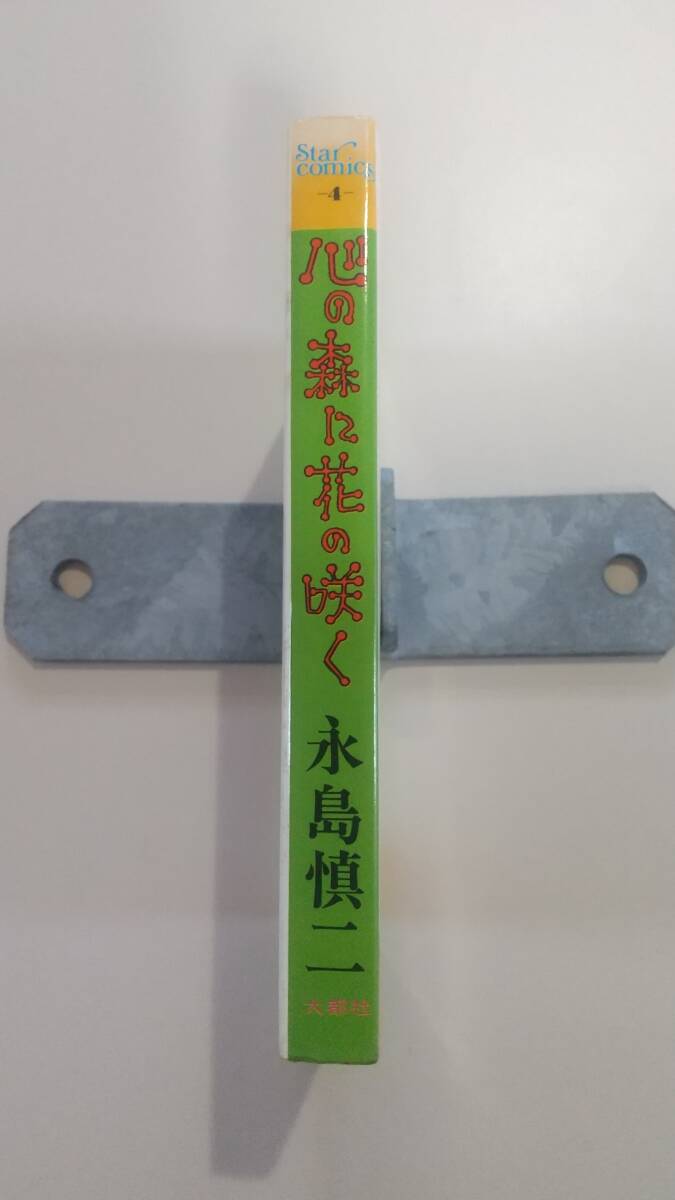 Star
comics
-4-
心の森に花の咲く
永島慎二
大都社